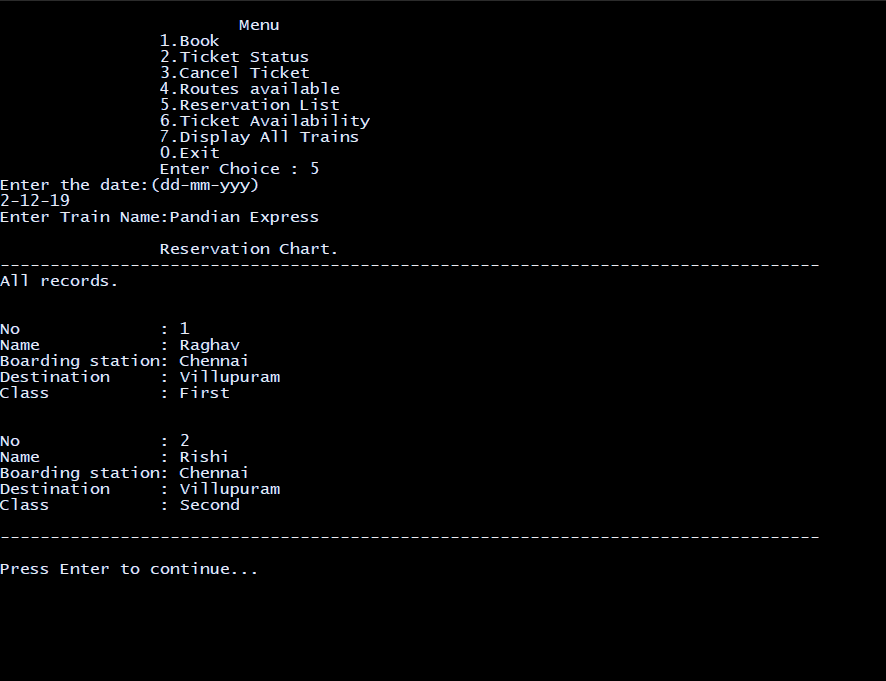 Menu
1.Book
2.Ticket Status
3.Cancel Ticket
4.Routes available
5.Reservation List
6.Ticket Availability
7.Display All Trains
0.Exit
Enter Choice : 5
Enter the date:(dd-mm-yyy)
2-12-19
Enter Train Name:Pandian Express
Reservation Chart.
----------------------------------------------------------------------------------
All records.
No              : 1
Name            : Raghav
Boarding station: Chennai
Destination     : Villupuram
Class           : First
No              : 2
Name            : Rishi
Boarding station: Chennai
Destination     : Villupuram
Class           : Second
----------------------------------------------------------------------------------
Press Enter to continue...